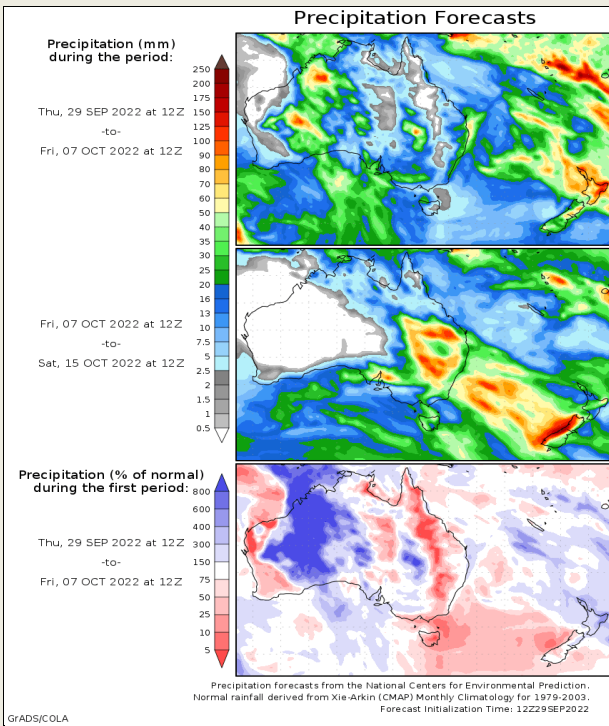 Precipitation Forecasts
Precipitation (mm)
during the period:
Thu, 29 SEP 2022 at 12Z
-to-
Fri, 07 OCT 2022 at 12Z
250
200
175
150
125
100
90
80
70
60
50
40
35
30
25
20
16
13
10
7.5
5
2.5
2
1.5
1
0.5
Fri, 07 OCT 2022 at 12Z
-to-
Sat, 15 OCT 2022 at 12Z
Precipitation (% of normal)
during the first period:
Thu, 29 SEP 2022 at 12Z
-to-
Fri, 07 OCT 2022 at 12Z
800
600
400
300
150
75
50
25
10
5
Precipitation forecasts from the National Centers for Environmental Prediction.
Normal rainfall derived from Xie-Arkin (CMAP) Monthly Climatology for 1979-2003.
Forecast Initialization Time: 12Z29SEP2022
GrADS/COLA